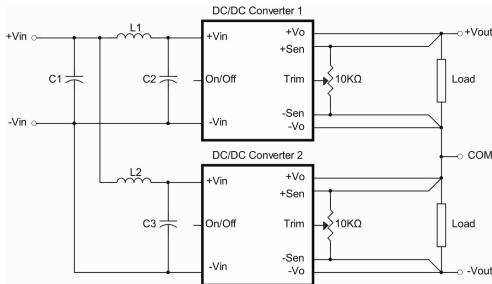 DC/DC Converter 1
+Vin
L1
+Vin
+Vo
+Vout
+Sen
C1
C2
On/Off
Trim
10KΩ
Load
-Sen
-Vin
-Vin
-Vo
DC/DC Converter 2
COM
L2
+Vin
+Vo
+Sen
C3
On/Off
Trim
10KΩ
Load
-Sen
-Vin
-Vo
-Vout